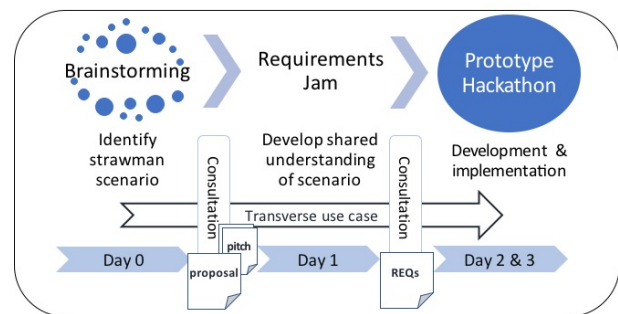 Brainstorming
Requirements
Jam
Prototype
Hackathon
Identify
strawman
scenario
Consultation
Develop shared
understanding
of scenario
Consultation
Development &
implementation
Transverse use case
Day 0
proposal
pitch
Day 1
REQs
Day 2 & 3